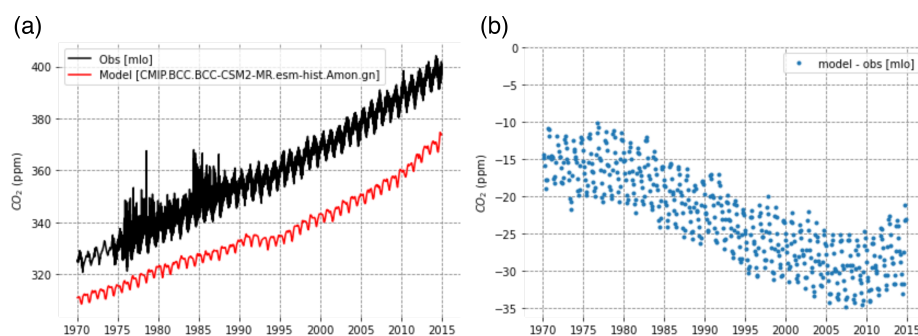 (a)
Obs [mlo]
Model [CMIP.BCC.BCC-CSM2-MR.esm-hist.Amon.gn]
CO2 (ppm)
400
380
360
340
320
1970 1975 1980 1985 1990 1995 2000 2005 2010 2015
(b)
model - obs [mlo]
CO2 (ppm)
0
−5
−10
−15
−20
−25
−30
−35
1970 1975 1980 1985 1990 1995 2000 2005 2010 2015